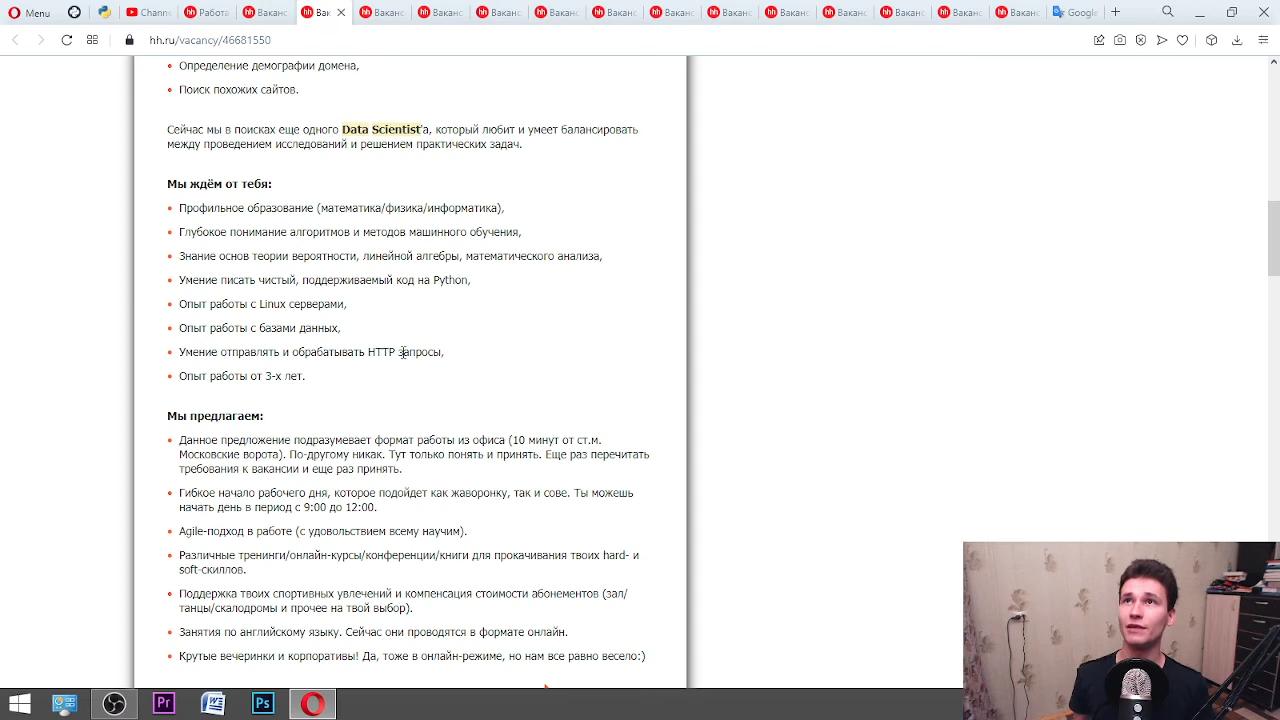 Menu
Channe
Работа
Ваканс
Вак
Ваканс
Ваканс
Ваканс
Ваканс
Ваканс
Ваканс
Ваканс
Ваканс
Ваканс
Ваканс
Ваканс
Ваканс
Google
hh.ru/vacancy/46681550
Определение демографии домена,
Поиск похожих сайтов.
Сейчас мы в поисках еще одного Data Scientist'а, который любит и умеет балансировать
между проведением исследований и решением практических задач.
Мы ждём от тебя:
Профильное образование (математика/физика/информатика),
Глубокое понимание алгоритмов и методов машинного обучения,
Знание основ теории вероятности, линейной алгебры, математического анализа,
Умение писать чистый, поддерживаемый код на Python,
Опыт работы с Linux серверами,
Опыт работы с базами данных,
Умение отправлять и обрабатывать HTTP запросы,
Опыт работы от 3-х лет.
Мы предлагаем:
Данное предложение подразумевает формат работы из офиса (10 минут от ст.м.
Московские ворота). По-другому никак. Тут только понять и принять. Еще раз перечитать
требования к вакансии и еще раз принять.
Гибкое начало рабочего дня, которое подойдет как жаворонку, так и сове. Ты можешь
начать день в период с 9:00 до 12:00.
Agile-подход в работе (с удовольствием всему научим).
Различные тренинги/онлайн-курсы/конференции/книги для прокачивания твоих hard- и
soft-скиллов.
Поддержка твоих спортивных увлечений и компенсация стоимости абонементов (зал/
танцы/скалодромы и прочее на твой выбор).
Занятия по английскому языку. Сейчас они проводятся в формате онлайн.
Крутые вечеринки и корпоративы! Да, тоже в онлайн-режиме, но нам все равно весело:)
Pr
W
Ps